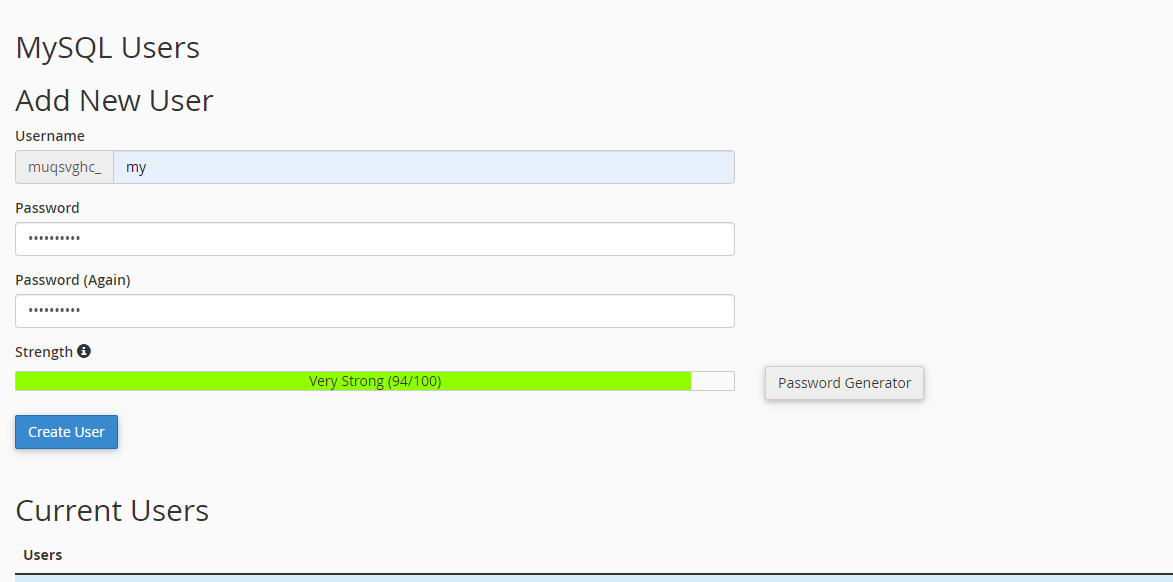 MySQL Users
Add New User
Username
muqsvghc_ my
Password
••••••••••
Password (Again)
••••••••••
Strength
Very Strong (94/100)
Password Generator
Create User
Current Users
Users